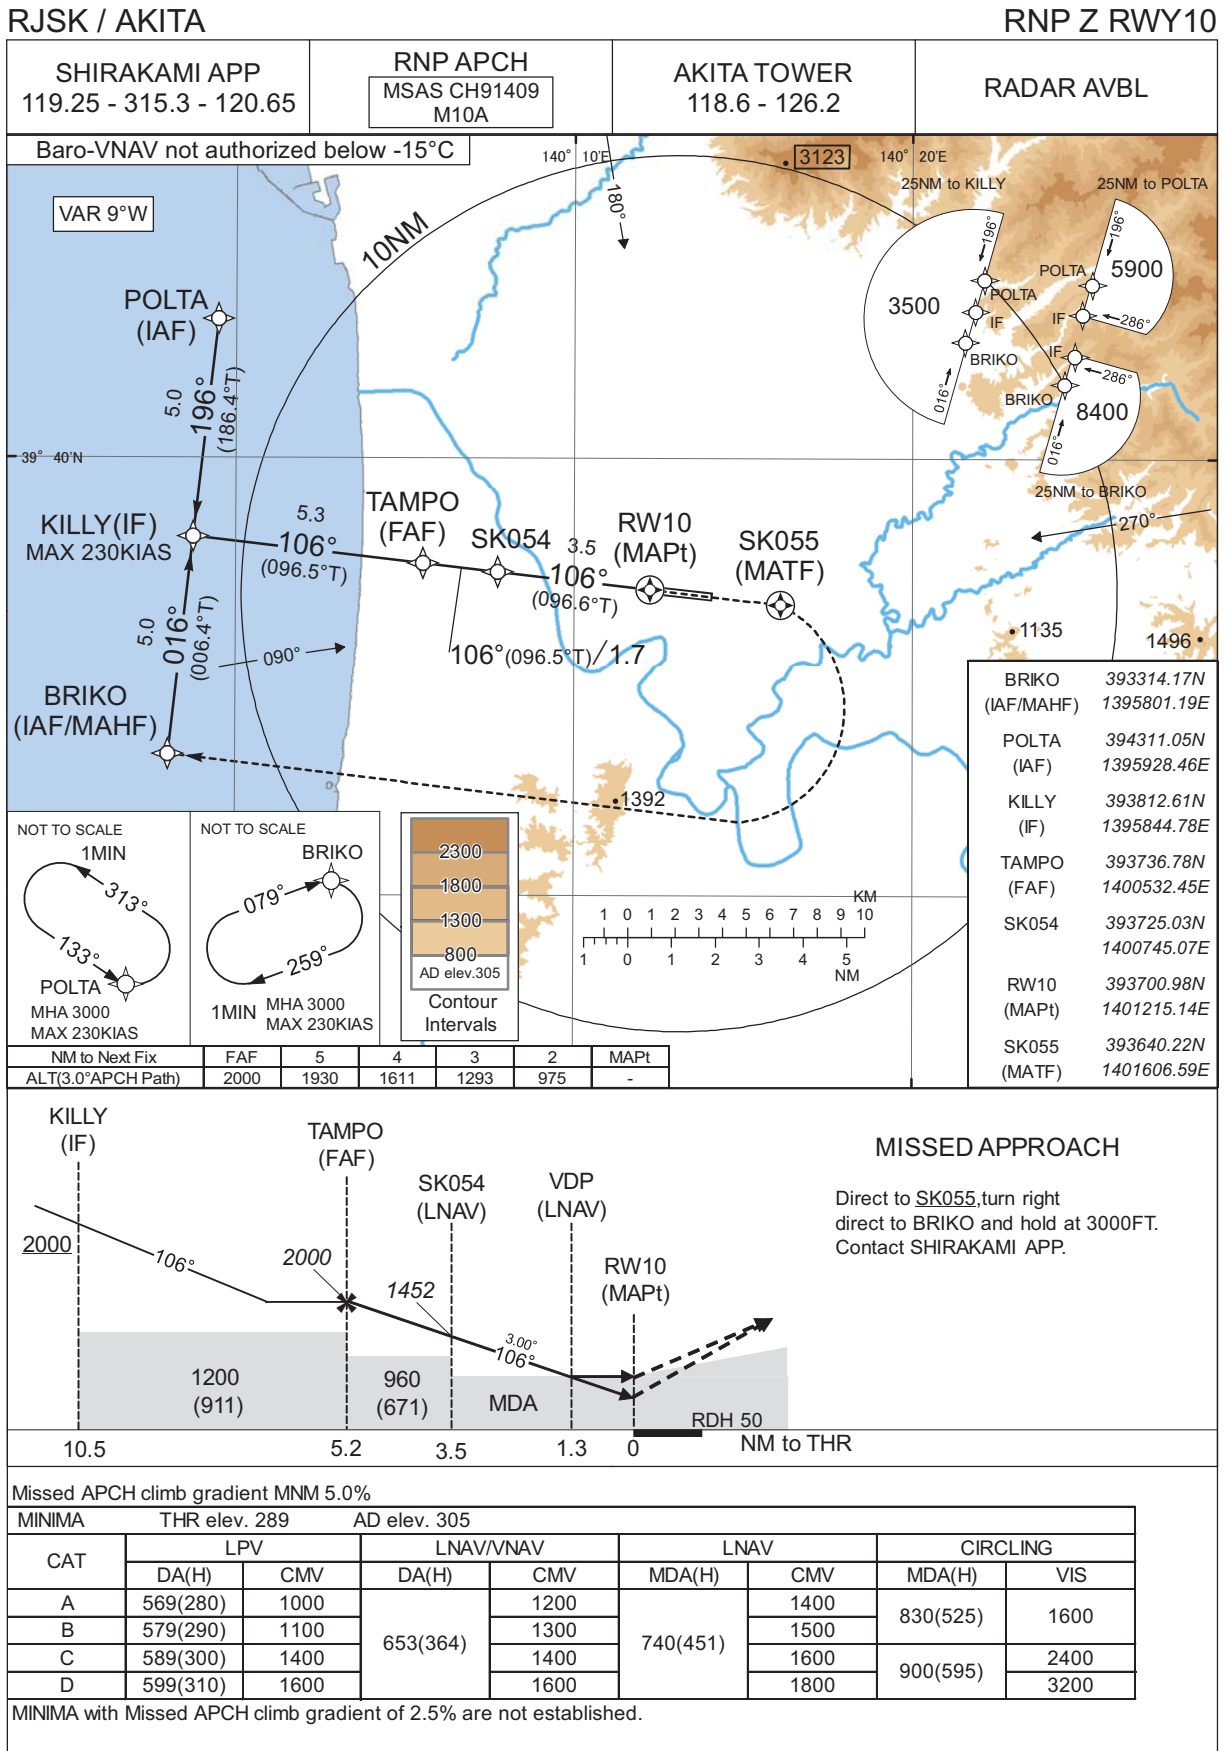 RJSK / AKITA
RNP Z RWY10
SHIRAKAMI APP
119.25 - 315.3 - 120.65
RNP APCH
MSAS CH91409
M10A
AKITA TOWER
118.6 - 126.2
RADAR AVBL
Baro-VNAV not authorized below -15°C
VAR 9°W
140° 10'E
140° 20'E
3123
180°
10NM
25NM to KILLY
196°
3500
POLTA
IF
BRIKO
016°
25NM to POLTA
196°
5900
POLTA
IF
286°
IF
286°
BRIKO
8400
016°
25NM to BRIKO
POLTA
(IAF)
5.0
196°
(186.4°T)
39° 40'N
KILLY(IF)
MAX 230KIAS
5.3
106°
(096.5°T)
TAMPO
(FAF)
SK054
3.5
106°
(096.6°T)
RW10
(MAPt)
SK055
(MATF)
270°
5.0
016°
(006.4°T)
090°
106°(096.5°T)/1.7
1135
1496
BRIKO
(IAF/MAHF)
1392
BRIKO 393314.17N
(IAF/MAHF) 1395801.19E
POLTA 394311.05N
(IAF) 1395928.46E
KILLY 393812.61N
(IF) 1395844.78E
TAMPO 393736.78N
(FAF) 1400532.45E
SK054 393725.03N
1400745.07E
RW10 393700.98N
(MAPt) 1401215.14E
SK055 393640.22N
(MATF) 1401606.59E
NOT TO SCALE
1MIN
313°
133°
POLTA
MHA 3000
MAX 230KIAS
NOT TO SCALE
BRIKO
079°
259°
1MIN
MHA 3000
MAX 230KIAS
2300
1800
1300
800
AD elev.305
Contour
Intervals
KM
1 0 1 2 3 4 5 6 7 8 9 10
1 0 1 2 3 4 5
NM
NM to Next Fix FAF 5 4 3 2 MAPt
ALT(3.0°APCH Path) 2000 1930 1611 1293 975 -
KILLY
(IF)
TAMPO
(FAF)
SK054
(LNAV)
VDP
(LNAV)
RW10
(MAPt)
2000
106°
2000
1452
3.00°
106°
1200
(911)
960
(671)
MDA
RDH 50
10.5 5.2 3.5 1.3 0 NM to THR
MISSED APPROACH
Direct to SK055,turn right
direct to BRIKO and hold at 3000FT.
Contact SHIRAKAMI APP.
Missed APCH climb gradient MNM 5.0%
MINIMA THR elev. 289 AD elev. 305
CAT LPV LNAV/VNAV LNAV CIRCLING
DA(H) CMV DA(H) CMV MDA(H) CMV MDA(H) VIS
A 569(280) 1000 653(364) 1200 740(451) 1400 830(525) 1600
B 579(290) 1100 1300 1500
C 589(300) 1400 1400 1600 900(595) 2400
D 599(310) 1600 1600 1800 3200
MINIMA with Missed APCH climb gradient of 2.5% are not established.